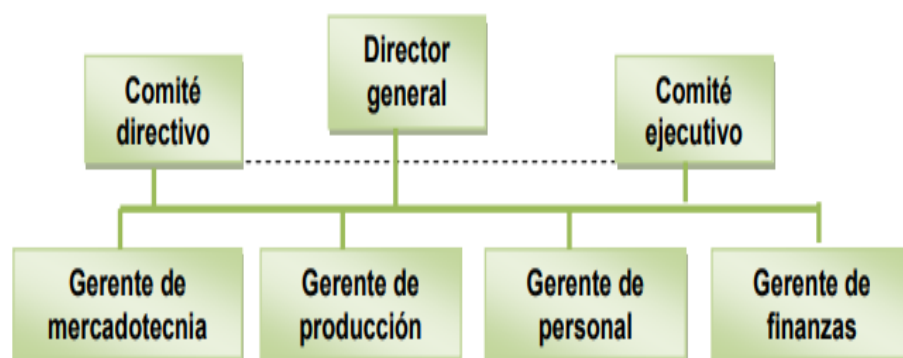 Director
general
Comité
directivo
Comité
ejecutivo
Gerente de
mercadotecnia
Gerente de
producción
Gerente de
personal
Gerente de
finanzas